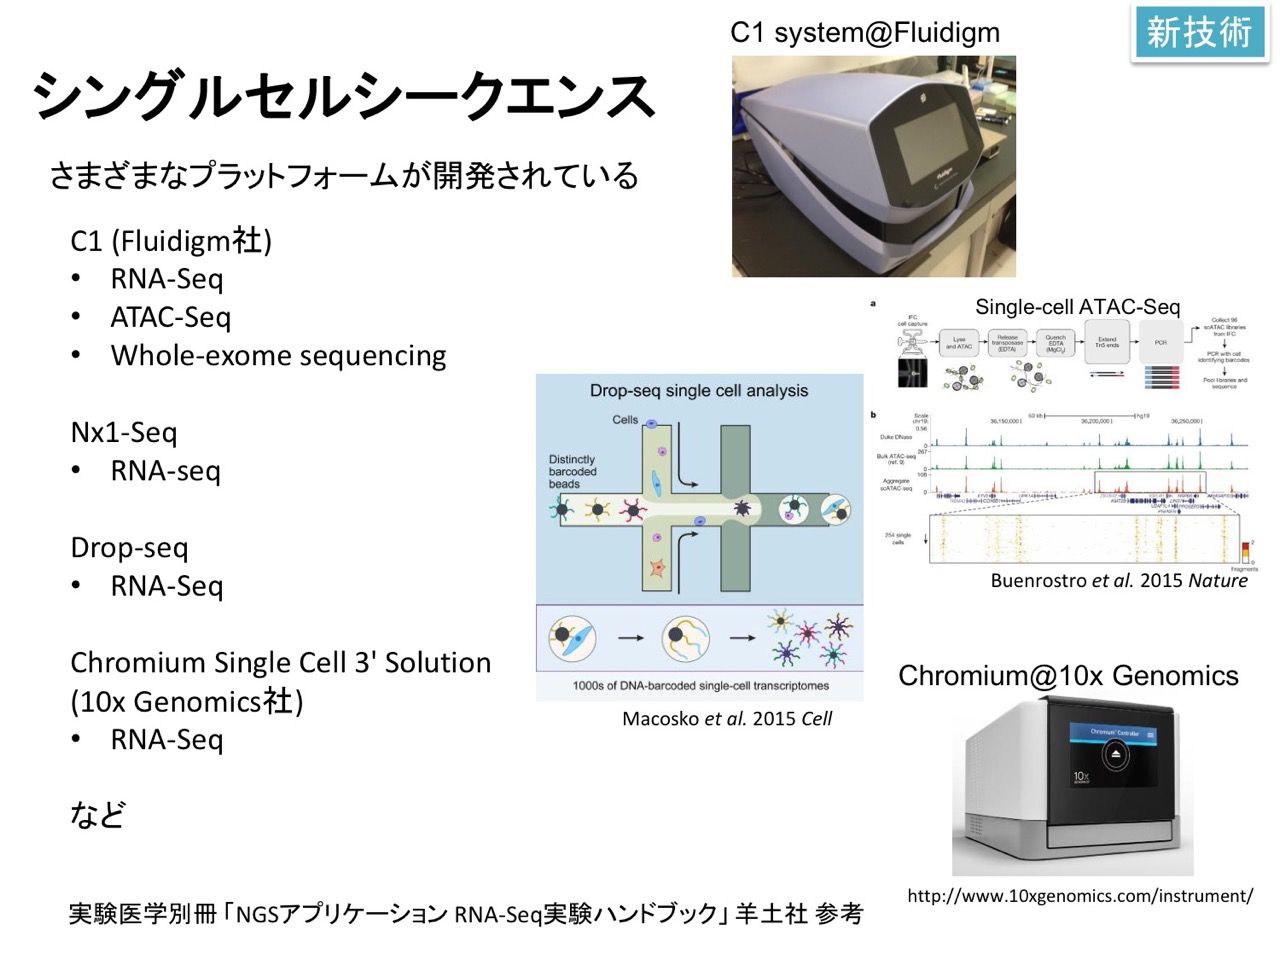 新技術
シングルセルシークエンス
さまざまなプラットフォームが開発されている
C1 (Fluidigm社)
• RNA-Seq
• ATAC-Seq
• Whole-exome sequencing
Nx1-Seq
• RNA-seq
Drop-seq
• RNA-Seq
Chromium Single Cell 3' Solution
(10x Genomics社)
• RNA-Seq
など
実験医学別冊「NGSアプリケーション RNA-Seq実験ハンドブック」羊土社 参考
C1 system@Fluidigm
Fluidigm
Drop-seq single cell analysis
Cells
Distinctly
barcoded
beads
1000s of DNA-barcoded single-cell transcriptomes
Macosko et al. 2015 Cell
a
Single-cell ATAC-Seq
IFC
cell capture
Lyse
and ATAC
Release
transposase
(EDTA)
Quench
EDTA
(MgCl2)
Extend
Tn5 ends
PCR
Collect 96
scATAC libraries
from IFC
PCR with cell
identifying barcodes
Pool libraries and
sequence
b
Scale
chr19:
50 kb
hg19
36,150,000
36,200,000
36,250,000
0.56
Duke DNase
267
Bulk ATAC-seq
(ref. 9)
108
Aggregate
scATAC-seq
254 single
cells
2
0
Fragments
Buenrostro et al. 2015 Nature
Chromium@10x Genomics
Chromium Controller
10x
http://www.10xgenomics.com/instrument/